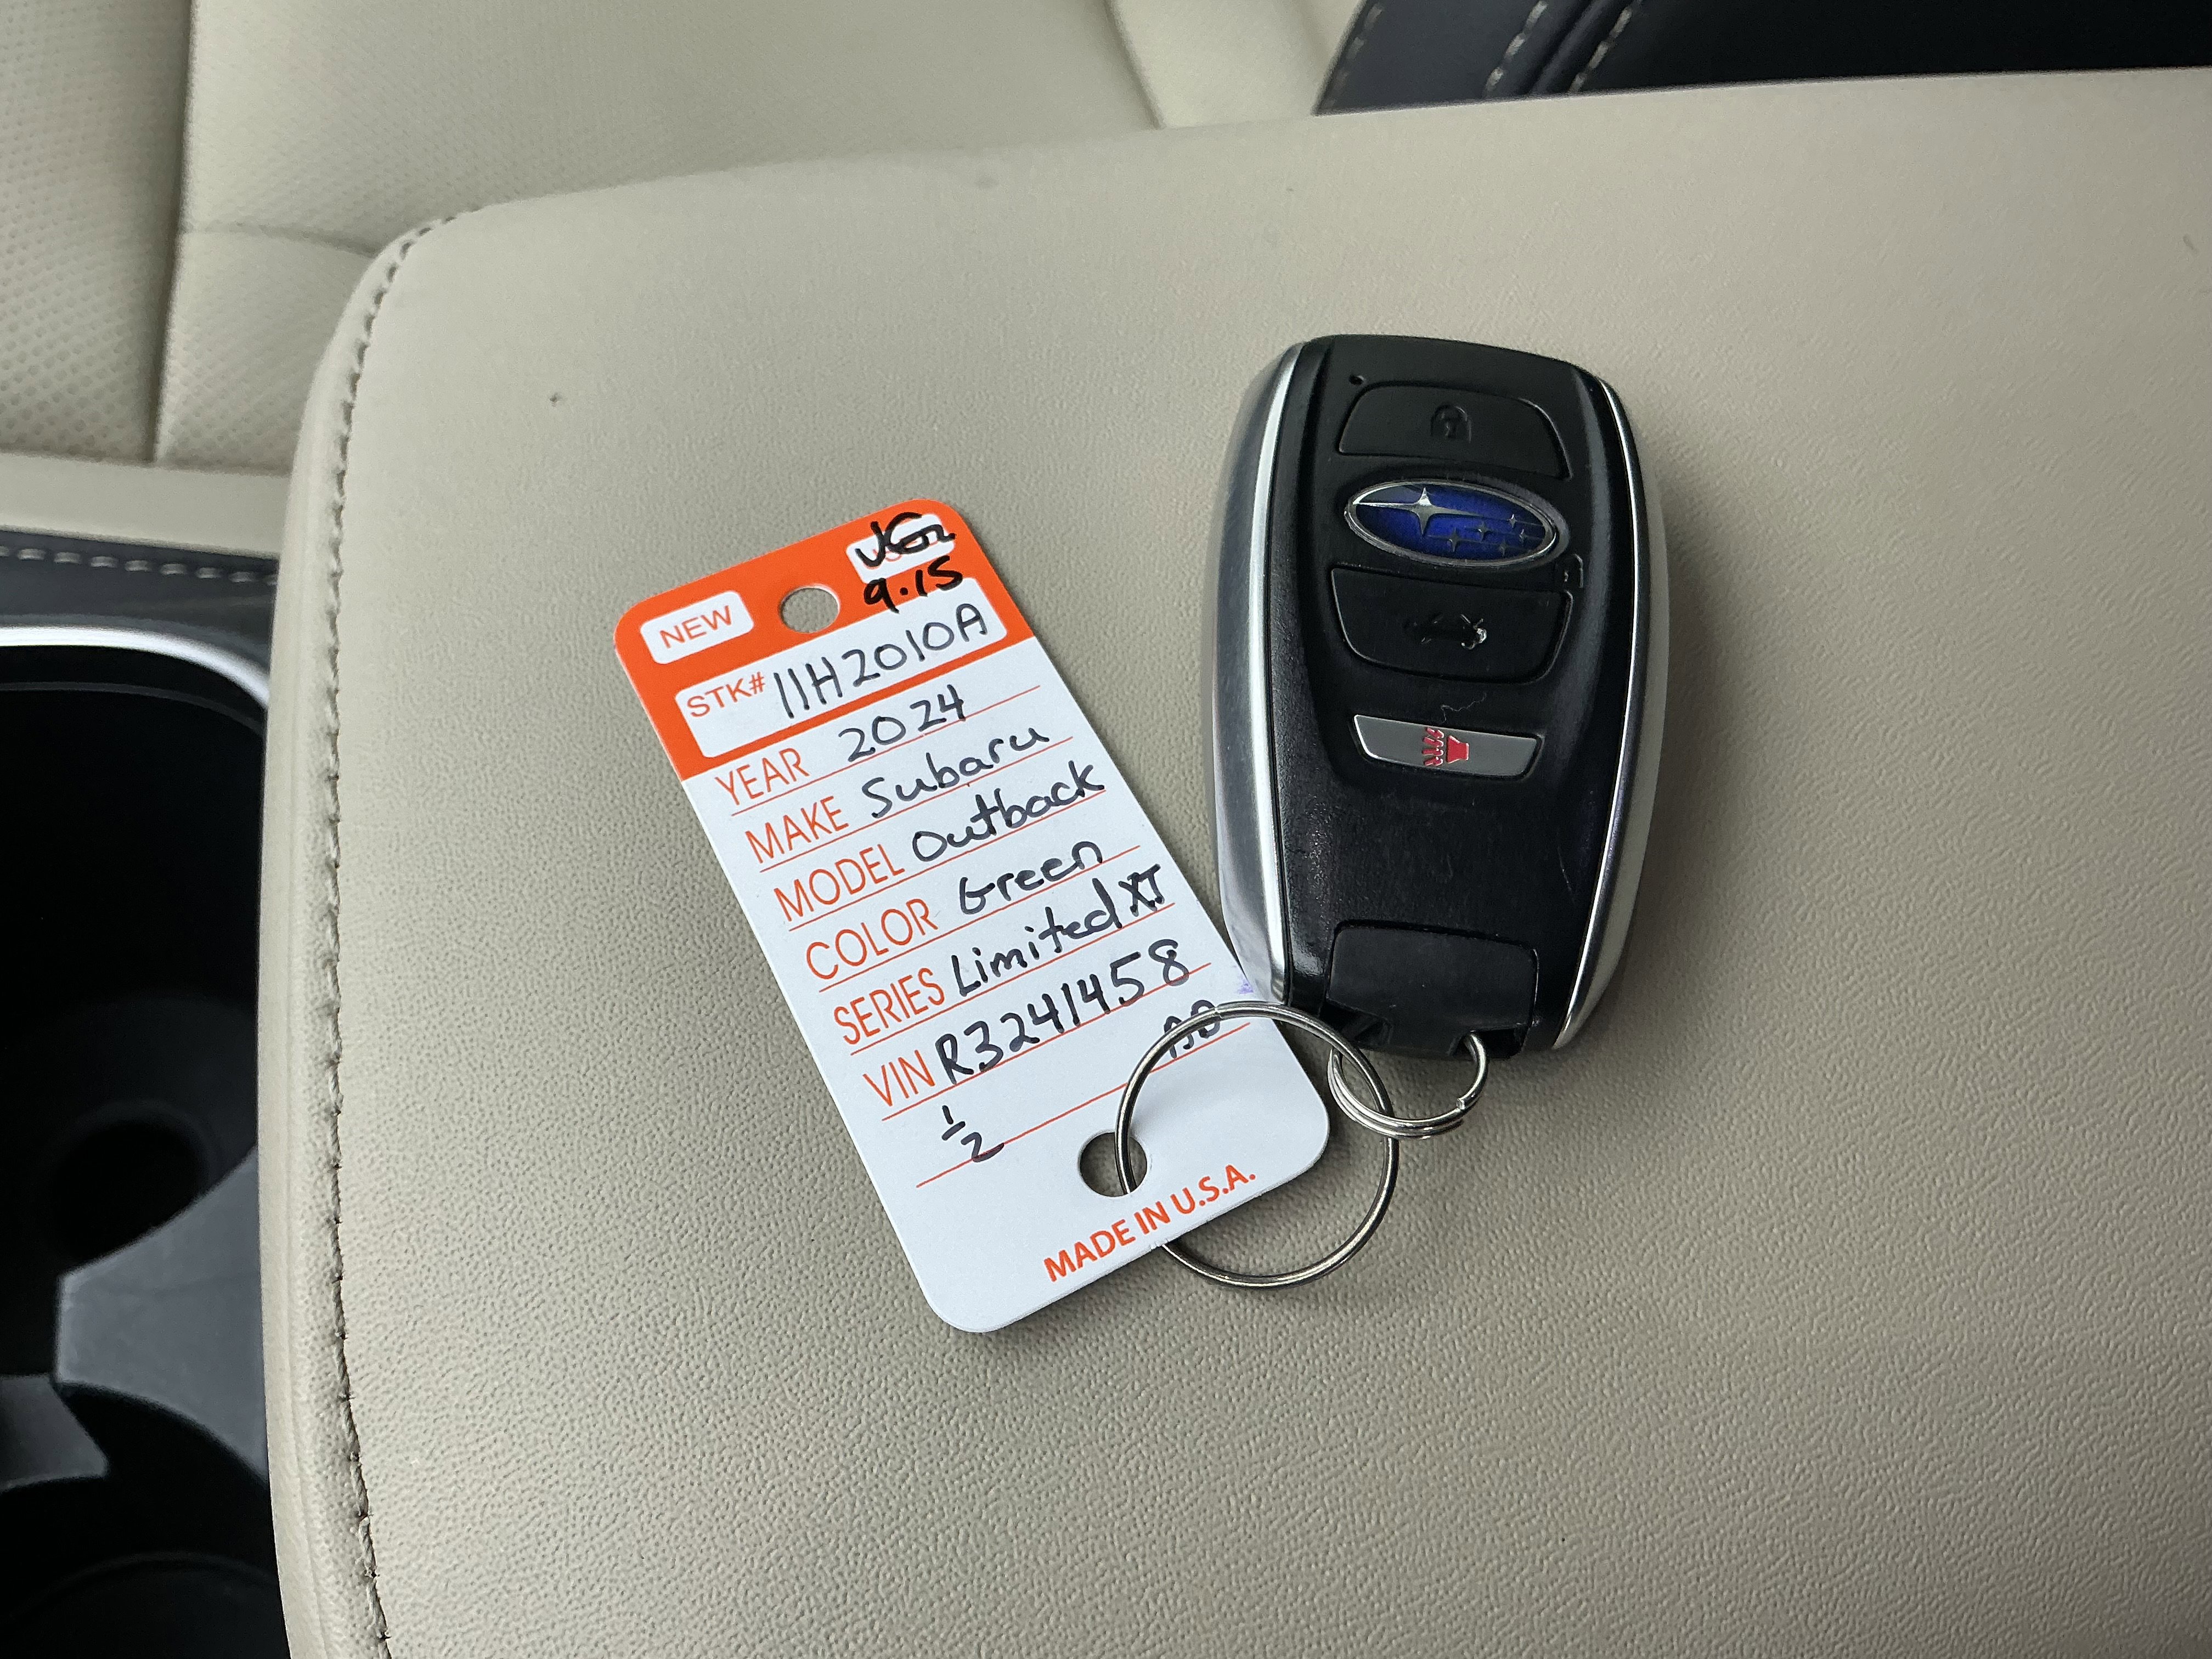 NEW
9.15
STK# 11H2010A
YEAR 2024
MAKE Subaru
MODEL Outback
COLOR Green
SERIES Limited XT
VIN R3241458
1/2
MADE IN U.S.A.